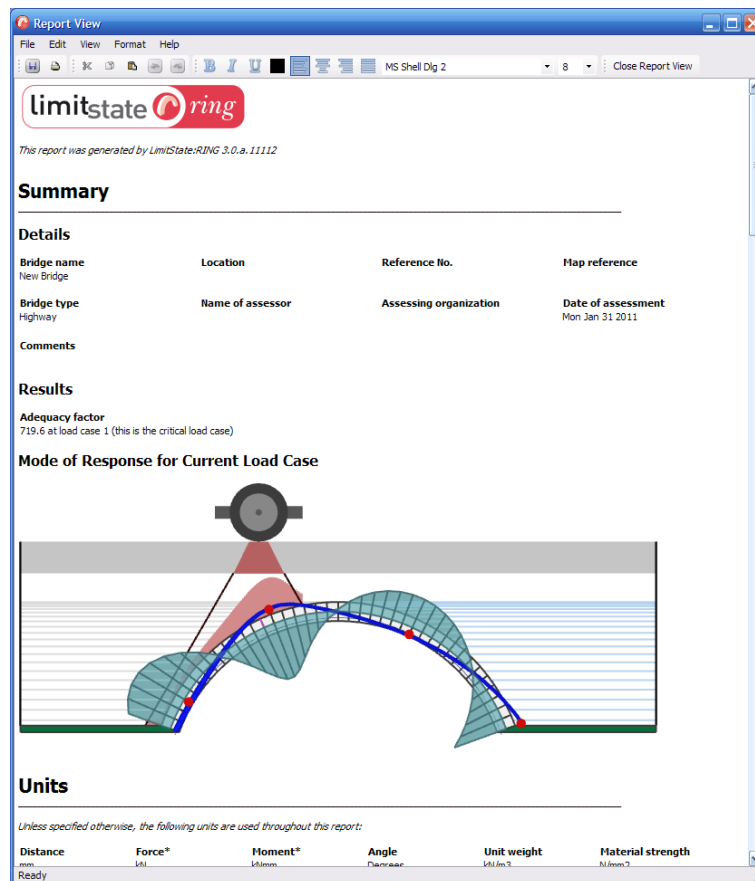 Report View
File Edit View Format Help
B I U MS Shell Dlg 2 8 Close Report View
limitstate ring
This report was generated by LimitState:RING 3.0.a.11112
Summary
Details
Bridge name Location Reference No. Map reference
New Bridge
Bridge type Name of assessor Assessing organization Date of assessment
Highway Mon Jan 31 2011
Comments
Results
Adequacy factor
719.6 at load case 1 (this is the critical load case)
Mode of Response for Current Load Case
Units
Unless specified otherwise, the following units are used throughout this report:
Distance Force* Moment* Angle Unit weight Material strength
mm kN kNmm Degrees kN/m3 N/mm2
Ready